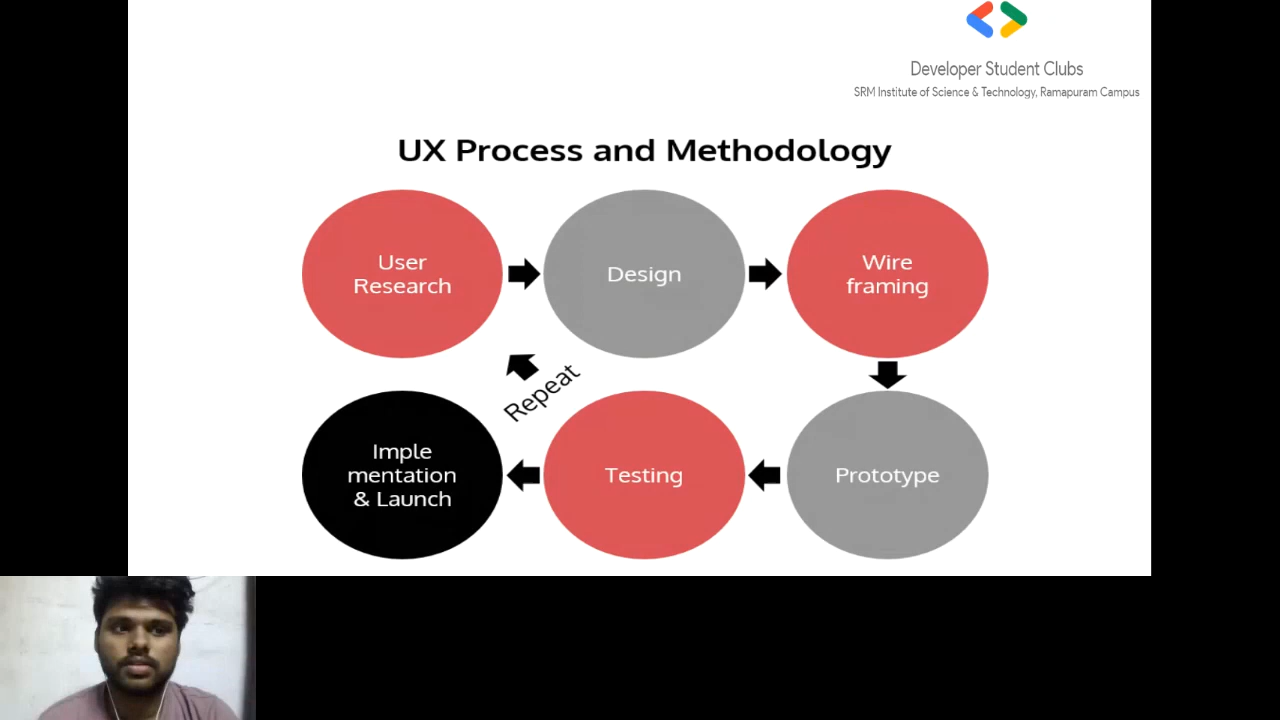 Developer Student Clubs
SRM Institute of Science & Technology, Ramapuram Campus
UX Process and Methodology
User
Research
Design
Wire
framing
Repeat
Imple
mentation
& Launch
Testing
Prototype